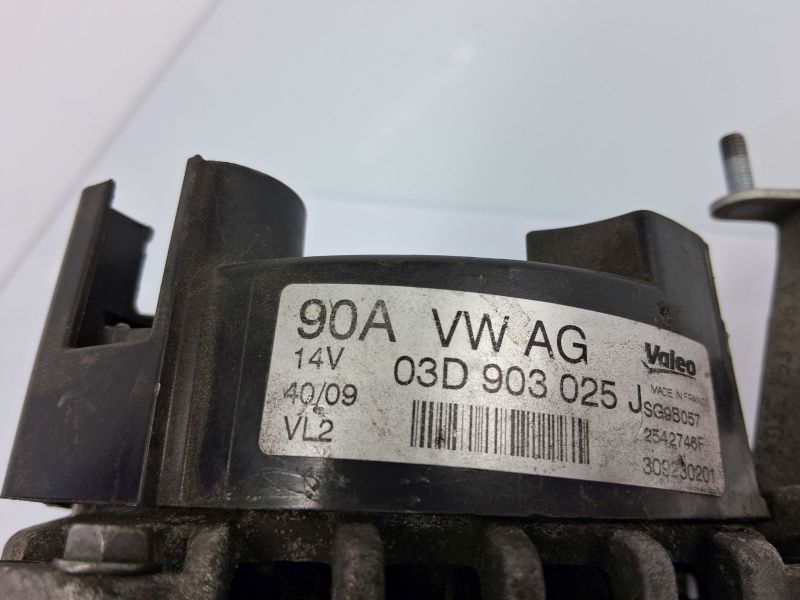 90A VW AG
14V 03D 903 025 J
40/09
VL2
Valeo
MADE IN FRANCE
SG9B057
2542746F
309230201